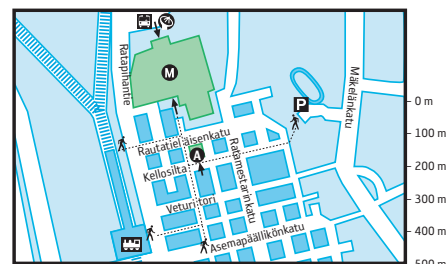 Ratapihantie
M
Mäkelänkatu
P
0 m
100 m
Rautatieläisenkatu
A
Kellosilta
Ratamestarinkatu
200 m
300 m
Veturitori
Asemapäällikönkatu
400 m
500 m